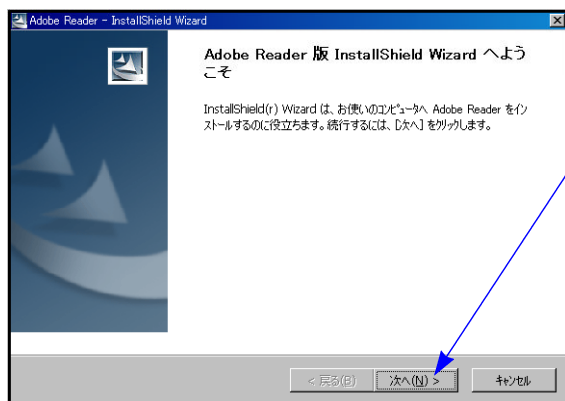 Adobe Reader - InstallShield Wizard
Adobe Reader 版 InstallShield Wizard へよう
こそ
InstallShield(r) Wizard は、お使いのコンピュータへ Adobe Reader をイン
ストールするのに役立ちます。続行するには、[次へ] をクリックします。
< 戻る(B)
次へ(N) >
キャンセル